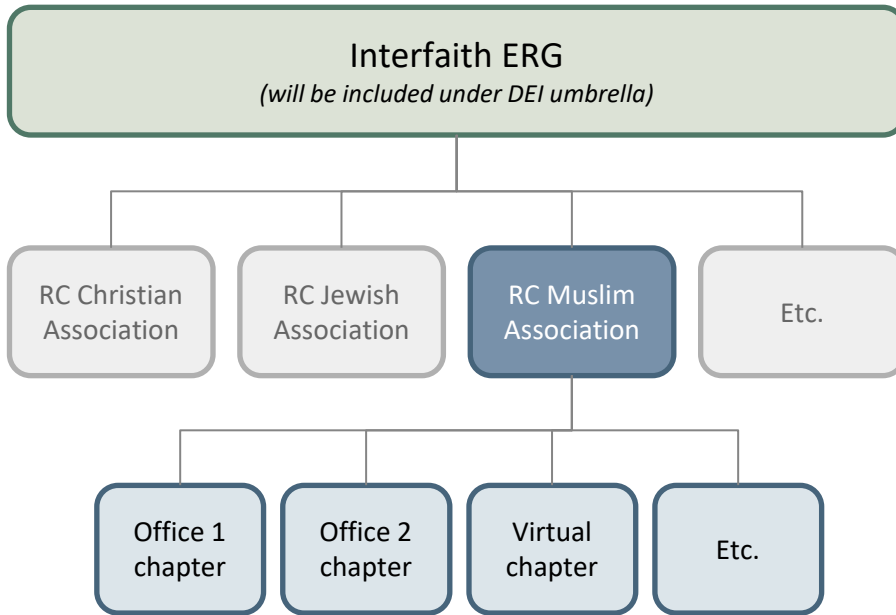 Interfaith ERG
(will be included under DEI umbrella)
RC Christian
Association
RC Jewish
Association
RC Muslim
Association
Etc.
Office 1
chapter
Office 2
chapter
Virtual
chapter
Etc.